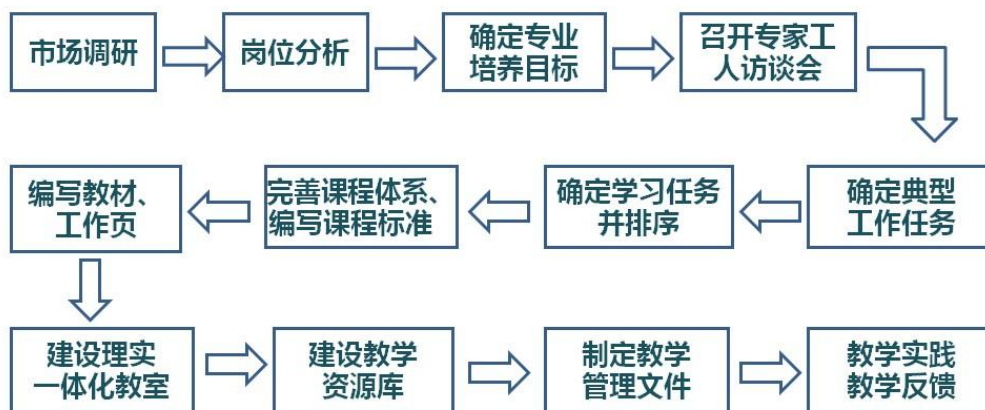 市场调研
岗位分析
确定专业
培养目标
召开专家工
人访谈会
编写教材、
工作页
完善课程体系、
编写课程标准
确定学习任务
并排序
确定典型
工作任务
建设理实
一体化教室
建设教学
资源库
制定教学
管理文件
教学实践
教学反馈